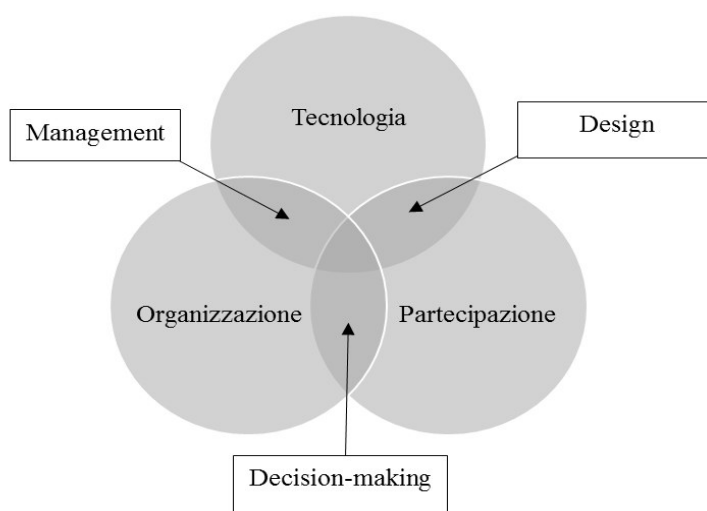 Tecnologia
Management
Design
Organizzazione
Partecipazione
Decision-making